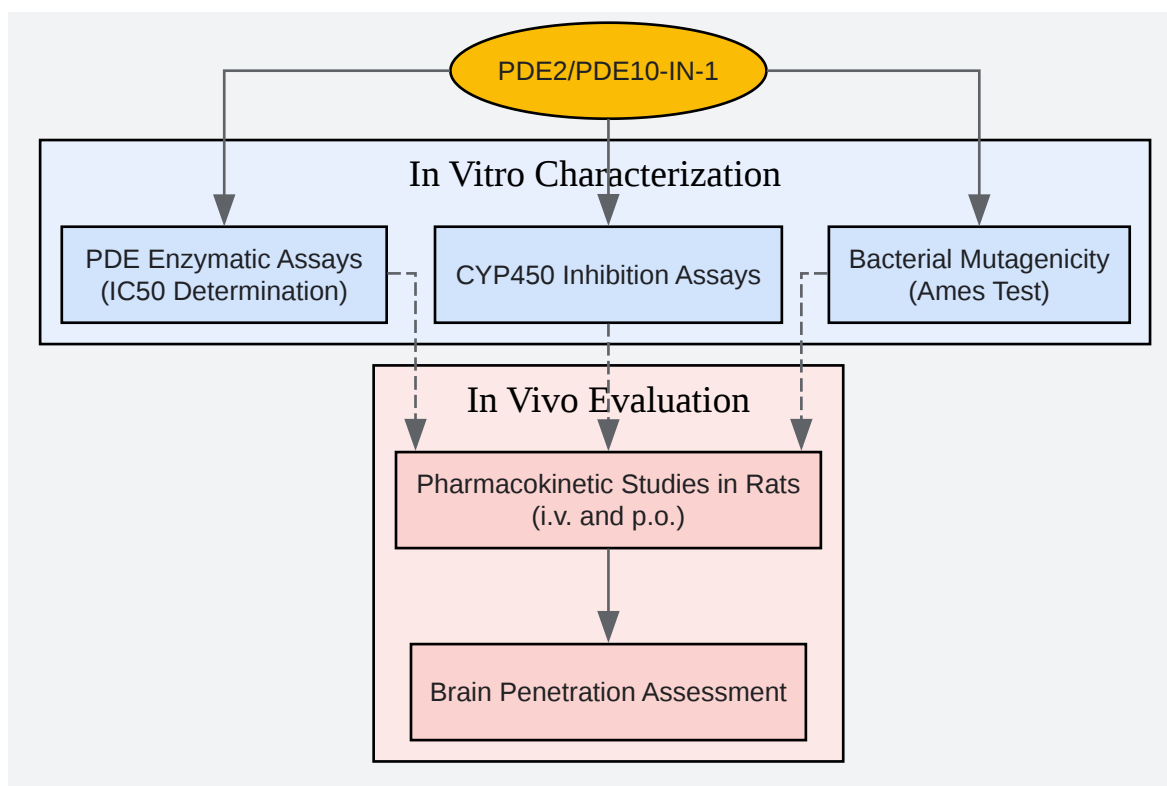 PDE2/PDE10-IN-1
In Vitro Characterization
PDE Enzymatic Assays
(IC50 Determination)
CYP450 Inhibition Assays
Bacterial Mutagenicity
(Ames Test)
In Vivo Evaluation
Pharmacokinetic Studies in Rats
(i.v. and p.o.)
Brain Penetration Assessment